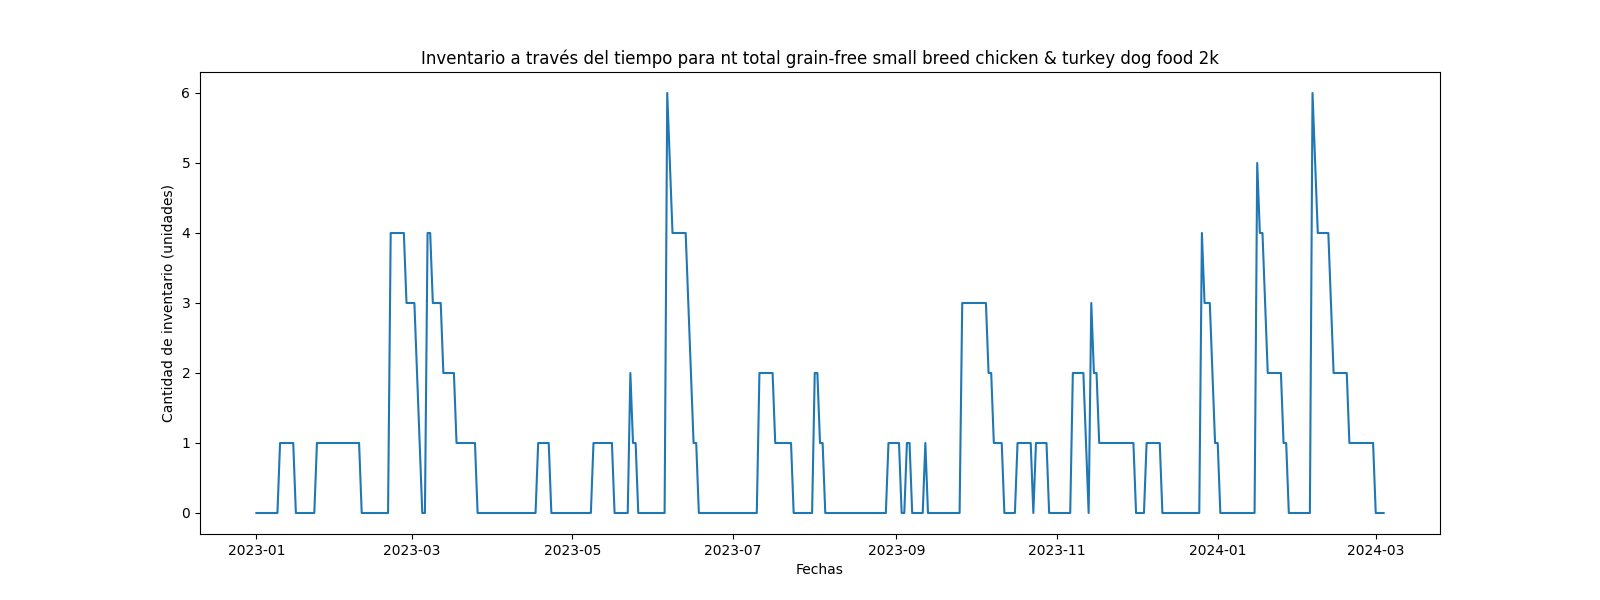 Inventario a través del tiempo para nt total grain-free small breed chicken & turkey dog food 2k
Cantidad de inventario (unidades)
6
5
4
3
2
1
0
2023-01 2023-03 2023-05 2023-07 2023-09 2023-11 2024-01 2024-03
Fechas